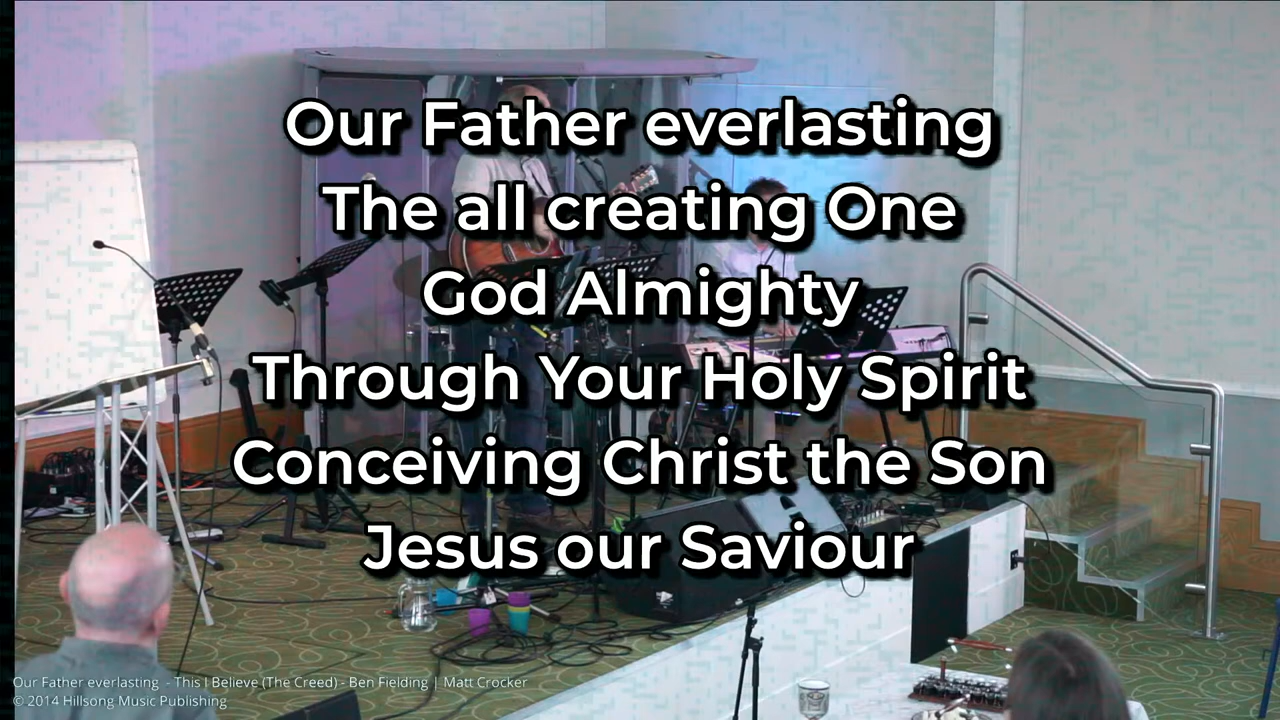 Our Father everlasting
The all creating One
God Almighty
Through Your Holy Spirit
Conceiving Christ the Son
Jesus our Saviour
Our Father everlasting - This I Believe (The Creed) - Ben Fielding | Matt Crocker
© 2014 Hillsong Music Publishing